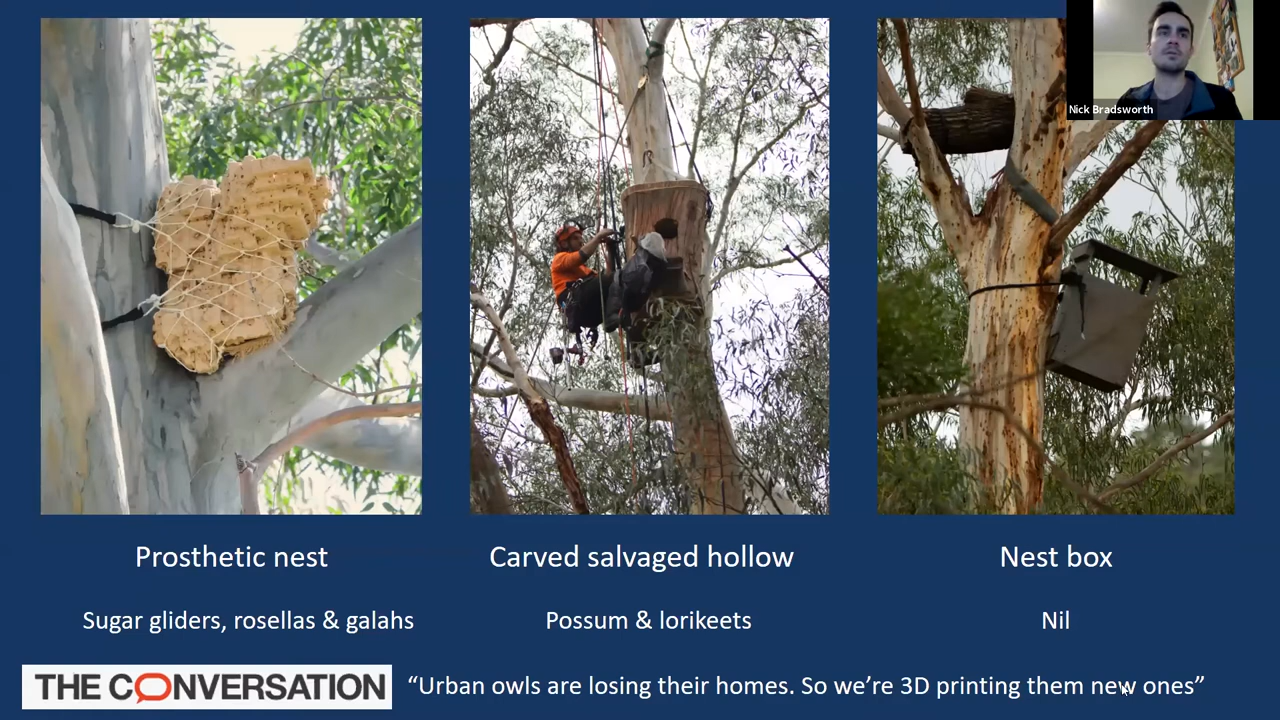 Nick Bradsworth
Prosthetic nest
Carved salvaged hollow
Nest box
Sugar gliders, rosellas & galahs
Possum & lorikeets
Nil
THE CONVERSATION
“Urban owls are losing their homes. So we’re 3D printing them new ones”